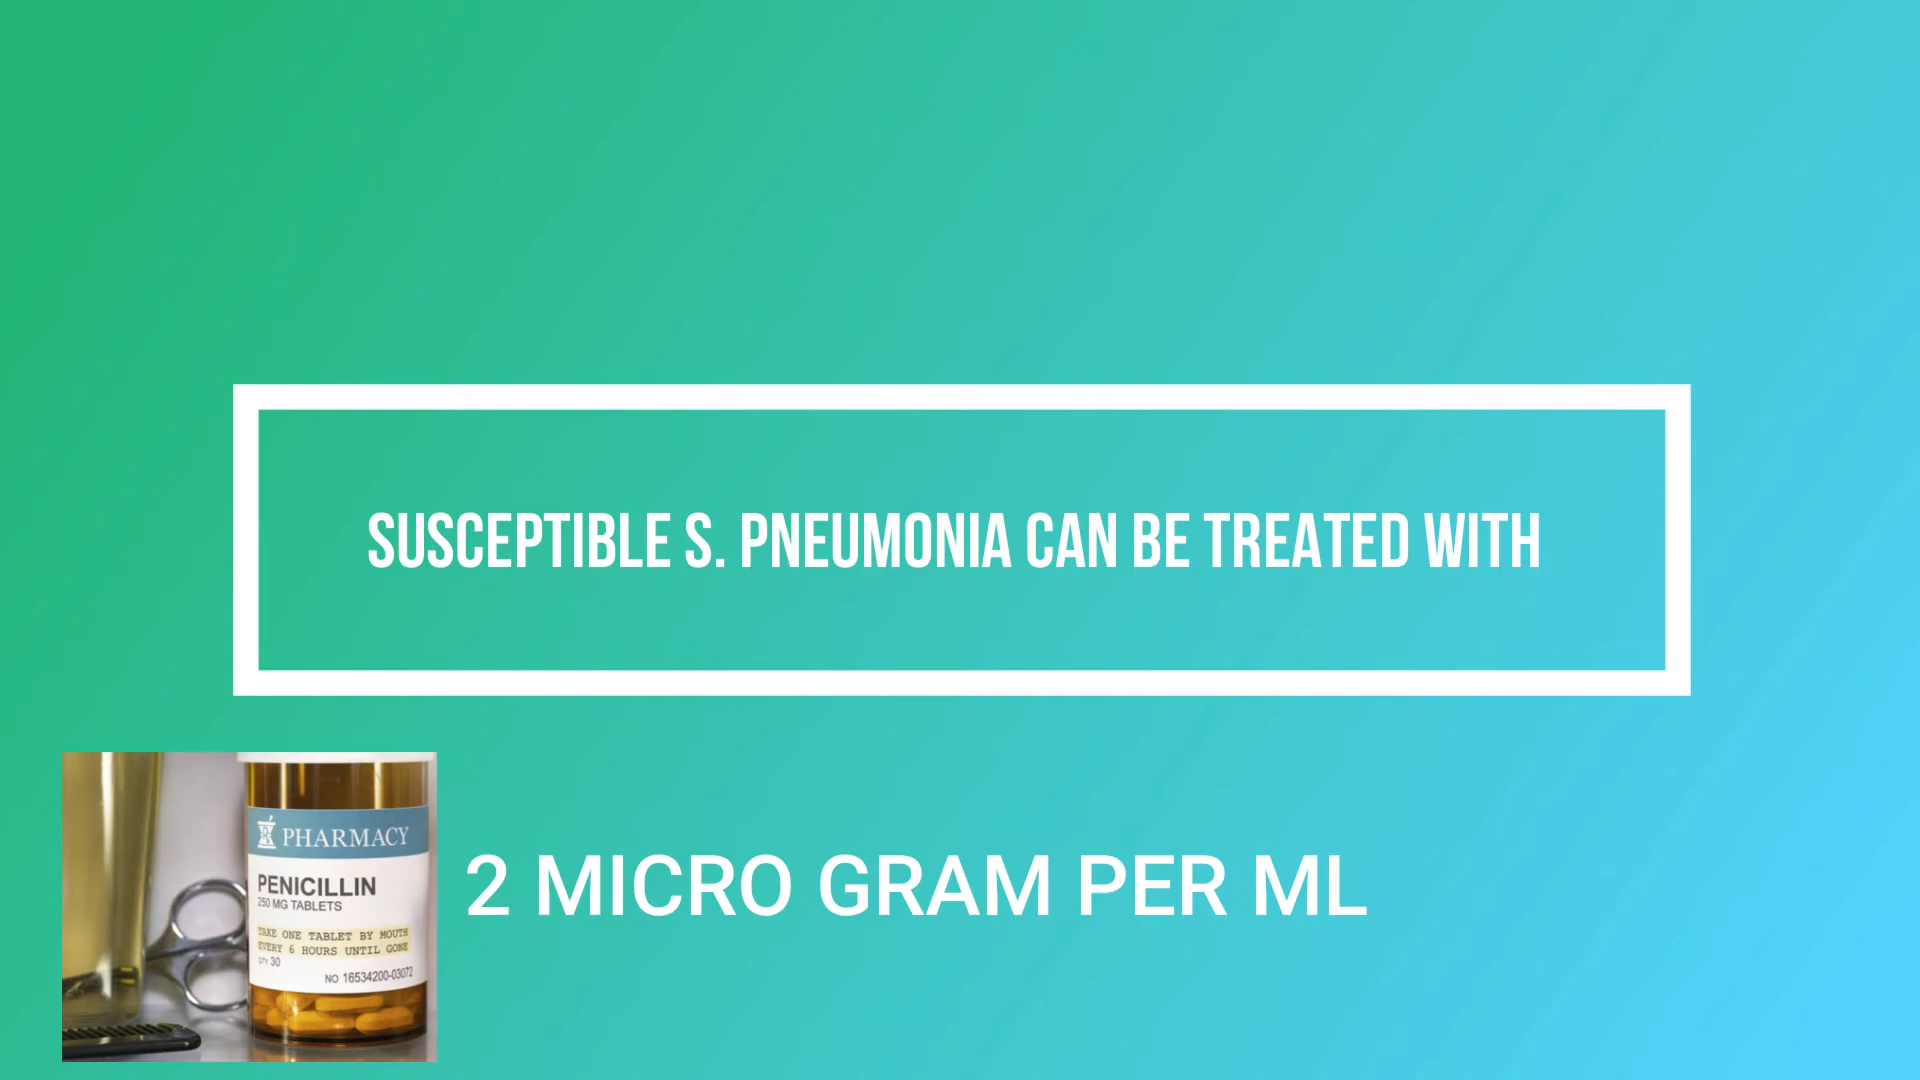 SUSCEPTIBLE S. PNEUMONIA CAN BE TREATED WITH
PHARMACY
PENICILLIN
250 MG TABLETS
TAKE ONE TABLET BY MOUTH
EVERY 6 HOURS UNTIL GONE
QTY 30
NO 16534200-03072
2 MICRO GRAM PER ML